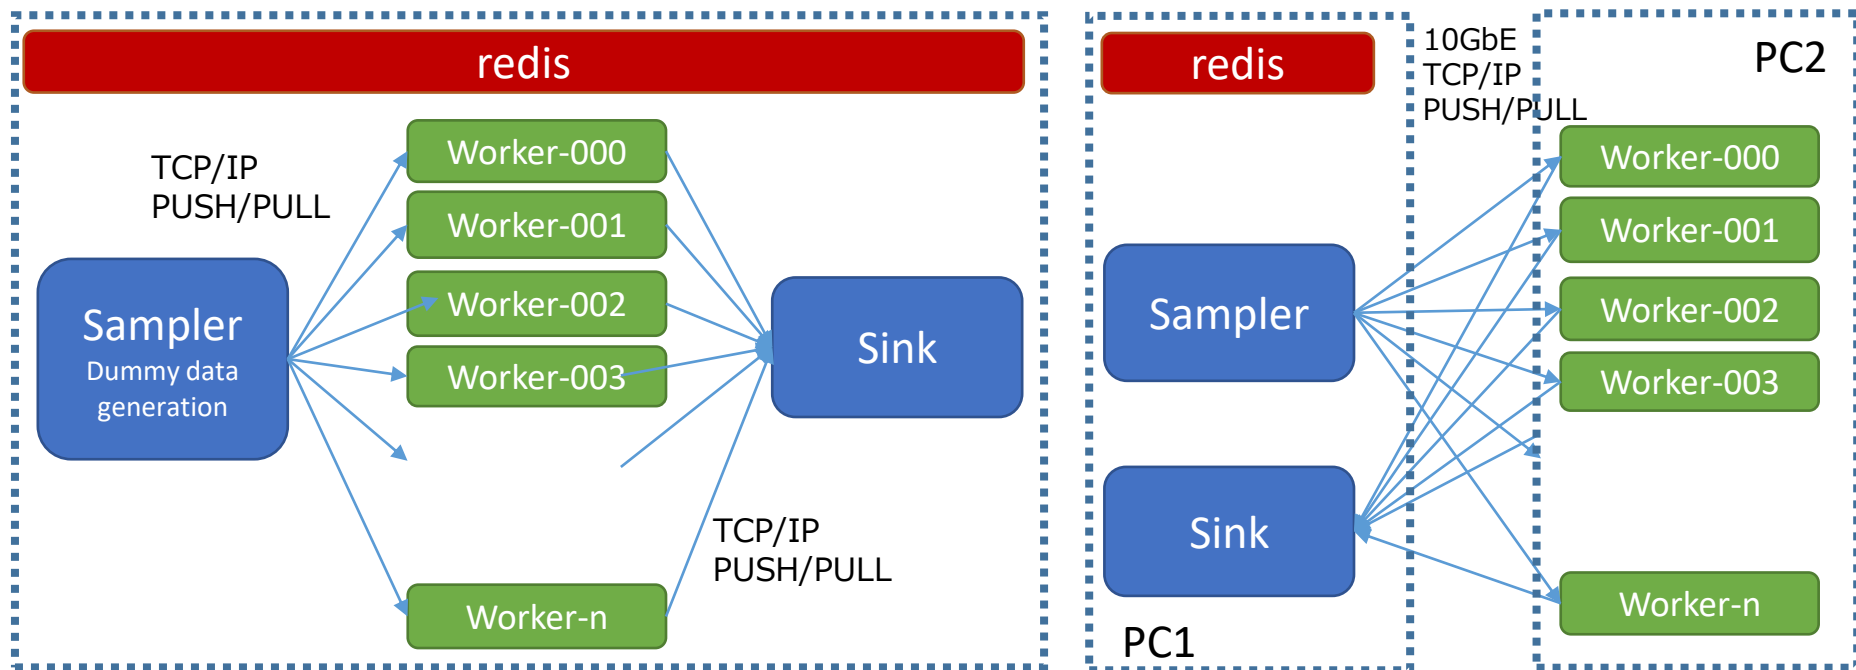 redis
TCP/IP
PUSH/PULL
Worker-000
Worker-001
Worker-002
Worker-003
Worker-n
Sampler
Dummy data
generation
Sink
TCP/IP
PUSH/PULL
redis
10GbE
TCP/IP
PUSH/PULL
PC2
Sampler
Sink
PC1
Worker-000
Worker-001
Worker-002
Worker-003
Worker-n